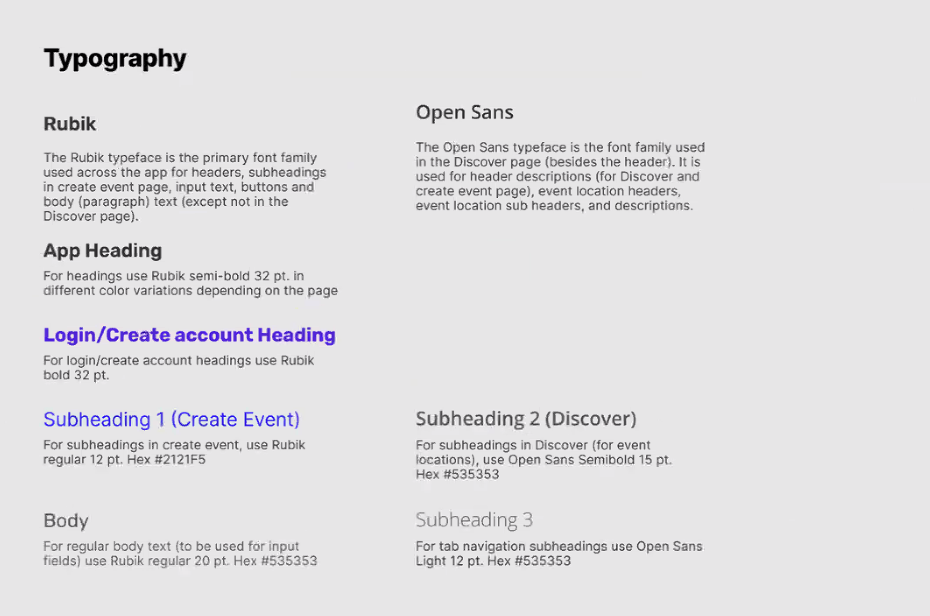 Typography
Rubik
The Rubik typeface is the primary font family
used across the app for headers, subheadings
in create event page, input text, buttons and
body (paragraph) text (except not in the
Discover page).
App Heading
For headings use Rubik semi-bold 32 pt. in
different color variations depending on the page
Login/Create account Heading
For login/create account headings use Rubik
bold 32 pt.
Subheading 1 (Create Event)
For subheadings in create event, use Rubik
regular 12 pt. Hex #2121F5
Body
For regular body text (to be used for input
fields) use Rubik regular 20 pt. Hex #535353
Open Sans
The Open Sans typeface is the font family used
in the Discover page (besides the header). It is
used for header descriptions (for Discover and
create event page), event location headers,
event location sub headers, and descriptions.
Subheading 2 (Discover)
For subheadings in Discover (for event
locations), use Open Sans Semibold 15 pt.
Hex #535353
Subheading 3
For tab navigation subheadings use Open Sans
Light 12 pt. Hex #535353